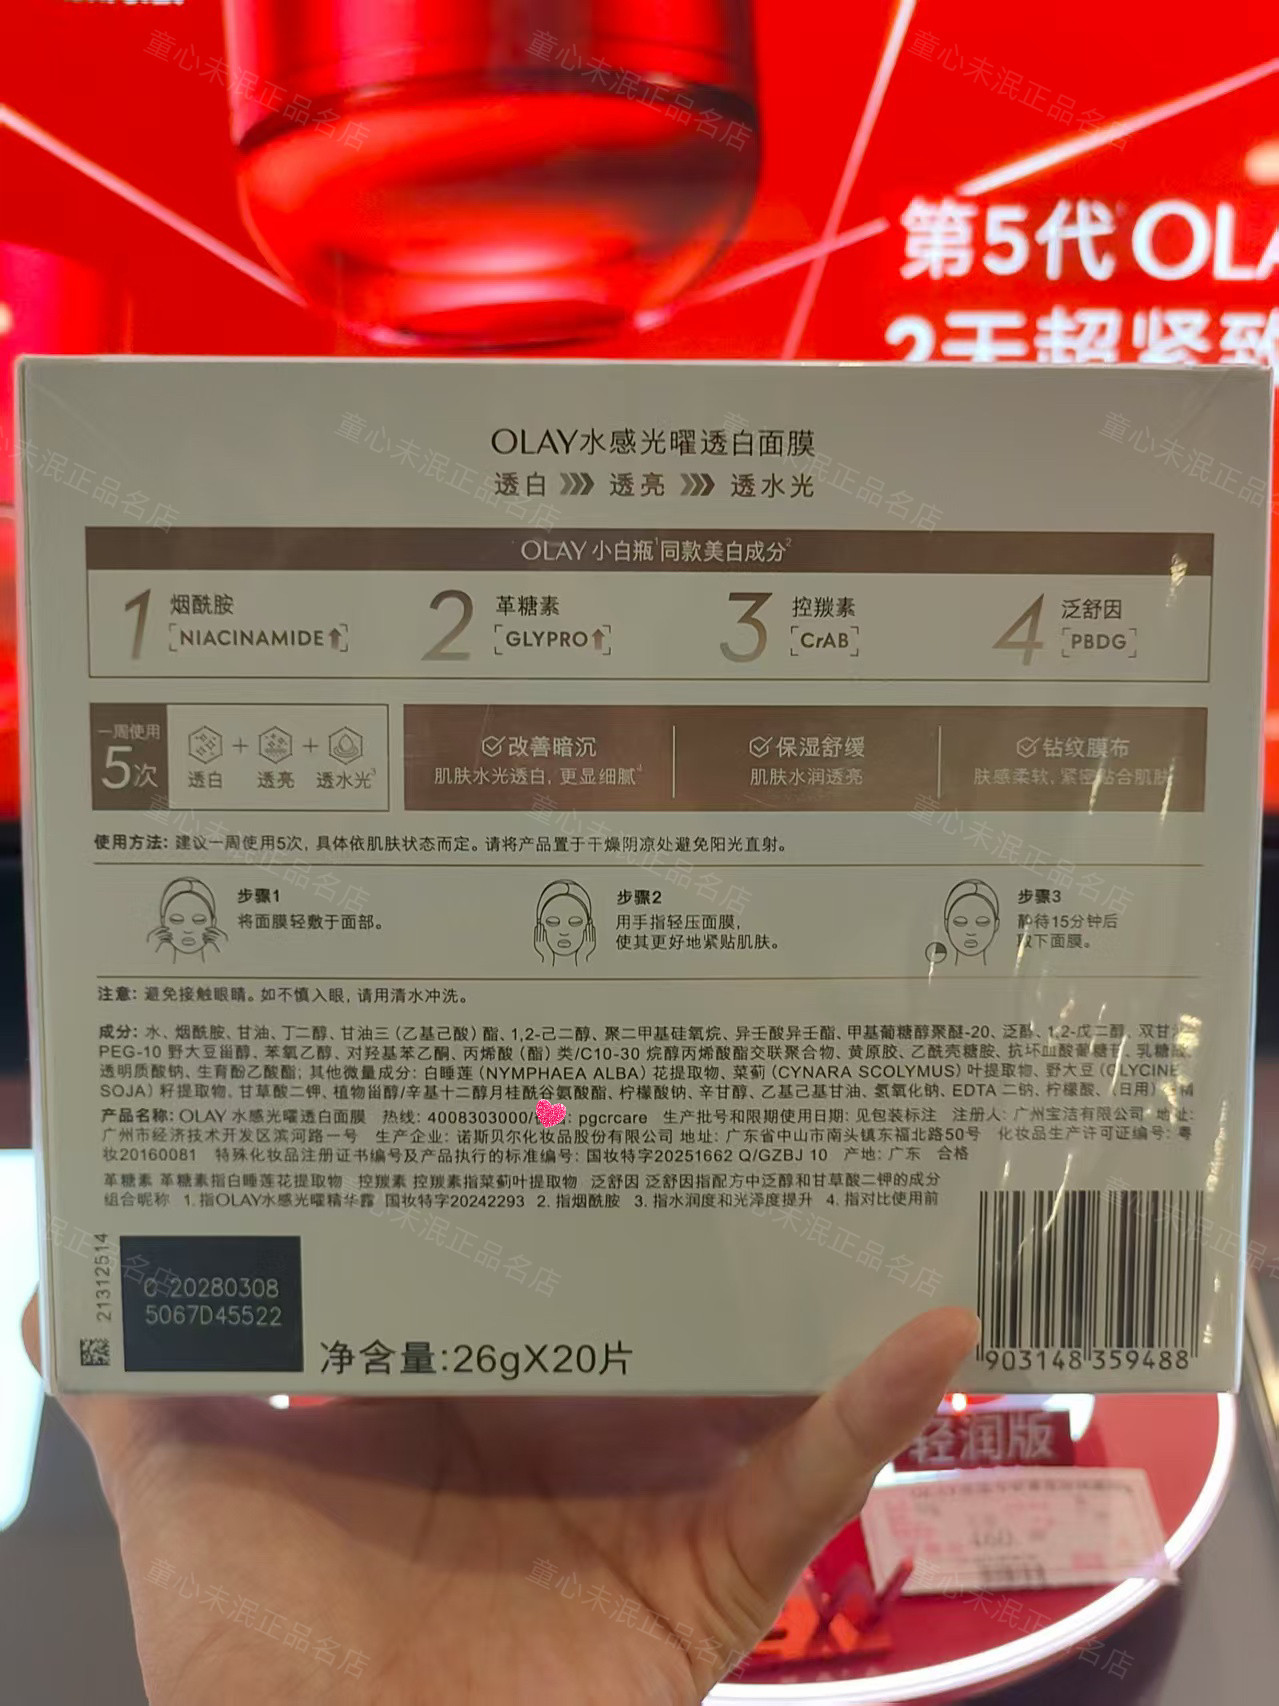 第5代 OLA
2天超紧致
OLAY水感光曜透白面膜
透白 透亮 透水光
OLAY 小白瓶¹同款美白成分²
1 烟酰胺 [NIACINAMIDE↑]
2 革糖素 [GLYPRO↑]
3 控羰素 [CrAB]
4 泛舒因 [PBDG]
一周使用
5次
透白 + 透亮 + 透水光³
改善暗沉
肌肤水光透白, 更显细腻⁴
保湿舒缓
肌肤水润透亮
钻纹膜布
肤感柔软, 紧密贴合肌肤
使用方法: 建议一周使用5次, 具体依肌肤状态而定。请将产品置于干燥阴凉处避免阳光直射。
步骤1
将面膜轻敷于面部。
步骤2
用手指轻压面膜,
使其更好地紧贴肌肤。
步骤3
静待15分钟后
取下面膜。
注意: 避免接触眼睛。如不慎入眼, 请用清水冲洗。
成分: 水、烟酰胺、甘油、丁二醇、甘油三（乙基己酸）酯、1,2-己二醇、聚二甲基硅氧烷、异壬酸异壬酯、甲基葡糖醇聚醚-20、泛醇、1,2-戊二醇、双甘油、
PEG-10 野大豆甾醇、苯氧乙醇、对羟基苯乙酮、丙烯酸（酯）类/C10-30 烷醇丙烯酸酯交联聚合物、黄原胶、乙酰壳糖胺、抗坏血酸葡糖苷、乳糖酸、
透明质酸钠、生育酚乙酸酯; 其他微量成分: 白睡莲（NYMPHAEA ALBA）花提取物、菜蓟（CYNARA SCOLYMUS）叶提取物、野大豆（GLYCINE
SOJA）籽提取物、甘草酸二钾、植物甾醇/辛基十二醇月桂酰谷氨酸酯、柠檬酸钠、辛甘醇、乙基己基甘油、氢氧化钠、EDTA 二钠、柠檬酸、（日用）香精
产品名称: OLAY 水感光曜透白面膜 热线: 4008303000/ : pgcrcare 生产批号和限期使用日期: 见包装标注 注册人: 广州宝洁有限公司 地址:
广州市经济技术开发区滨河路一号 生产企业: 诺斯贝尔化妆品股份有限公司 地址: 广东省中山市南头镇东福北路50号 化妆品生产许可证编号: 粤
妆20160081 特殊化妆品注册证书编号及产品执行的标准编号: 国妆特字20251662 Q/GZBJ 10 产地: 广东 合格
革糖素 革糖素指白睡莲花提取物 控羰素 控羰素指菜蓟叶提取物 泛舒因 泛舒因指配方中泛醇和甘草酸二钾的成分
组合昵称 1. 指OLAY水感光曜精华露 国妆特字20242293 2. 指烟酰胺 3. 指水润度和光泽度提升 4. 指对比使用前
21312514
C 20280308
5067D45522
净含量:26gX20片
903148 359488
轻润版
童心未泯正品名店